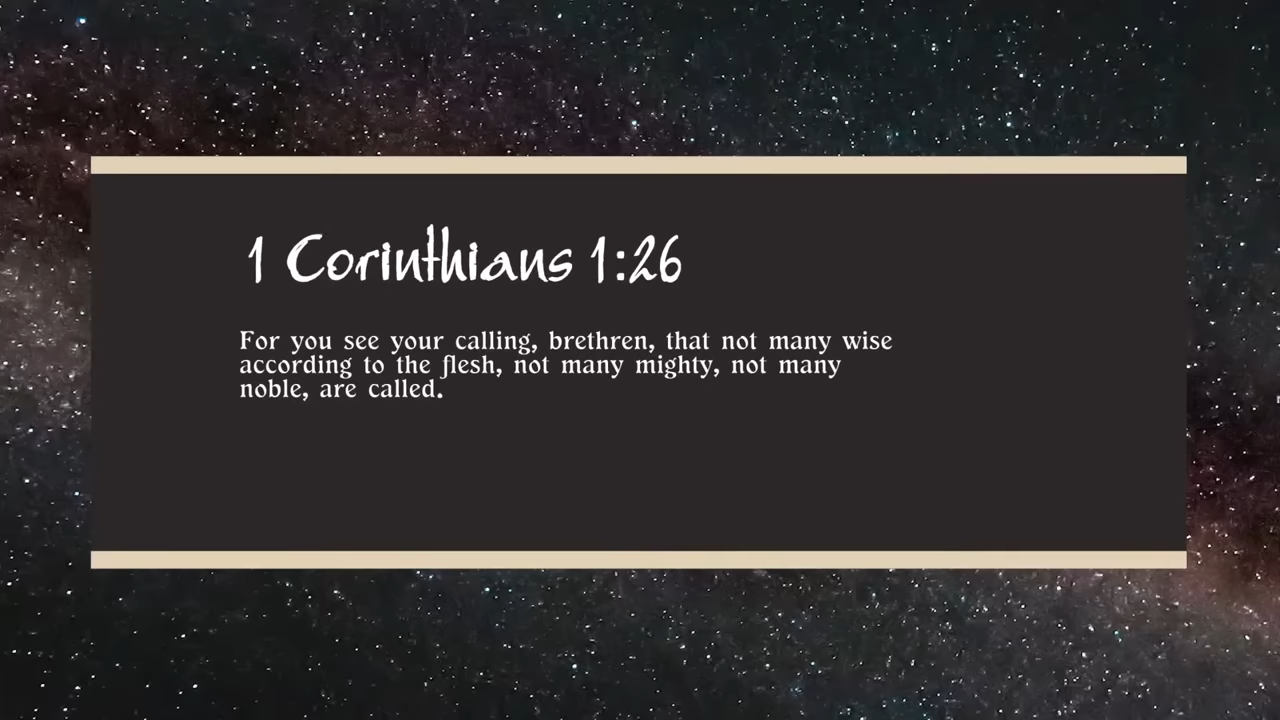 1 Corinthians 1:26
For you see your calling, brethren, that not many wise
according to the flesh, not many mighty, not many
noble, are called.